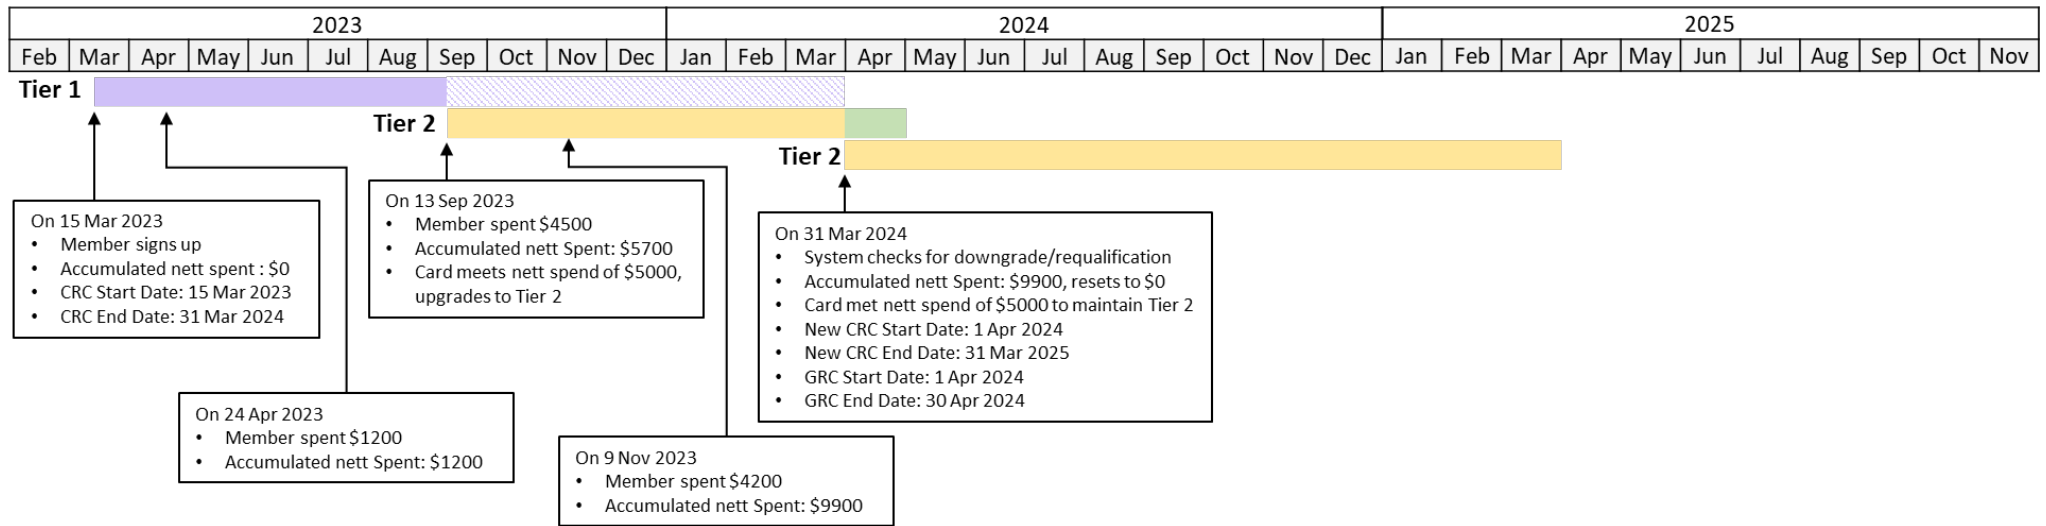 2023 2024 2025
Feb Mar Apr May Jun Jul Aug Sep Oct Nov Dec Jan Feb Mar Apr May Jun Jul Aug Sep Oct Nov Dec Jan Feb Mar Apr May Jun Jul Aug Sep Oct Nov
Tier 1
Tier 2
Tier 2
On 15 Mar 2023
• Member signs up
• Accumulated nett spent : $0
• CRC Start Date: 15 Mar 2023
• CRC End Date: 31 Mar 2024
On 24 Apr 2023
• Member spent $1200
• Accumulated nett Spent: $1200
On 13 Sep 2023
• Member spent $4500
• Accumulated nett Spent: $5700
• Card meets nett spend of $5000,
upgrades to Tier 2
On 9 Nov 2023
• Member spent $4200
• Accumulated nett Spent: $9900
On 31 Mar 2024
• System checks for downgrade/requalification
• Accumulated nett Spent: $9900, resets to $0
• Card met nett spend of $5000 to maintain Tier 2
• New CRC Start Date: 1 Apr 2024
• New CRC End Date: 31 Mar 2025
• GRC Start Date: 1 Apr 2024
• GRC End Date: 30 Apr 2024